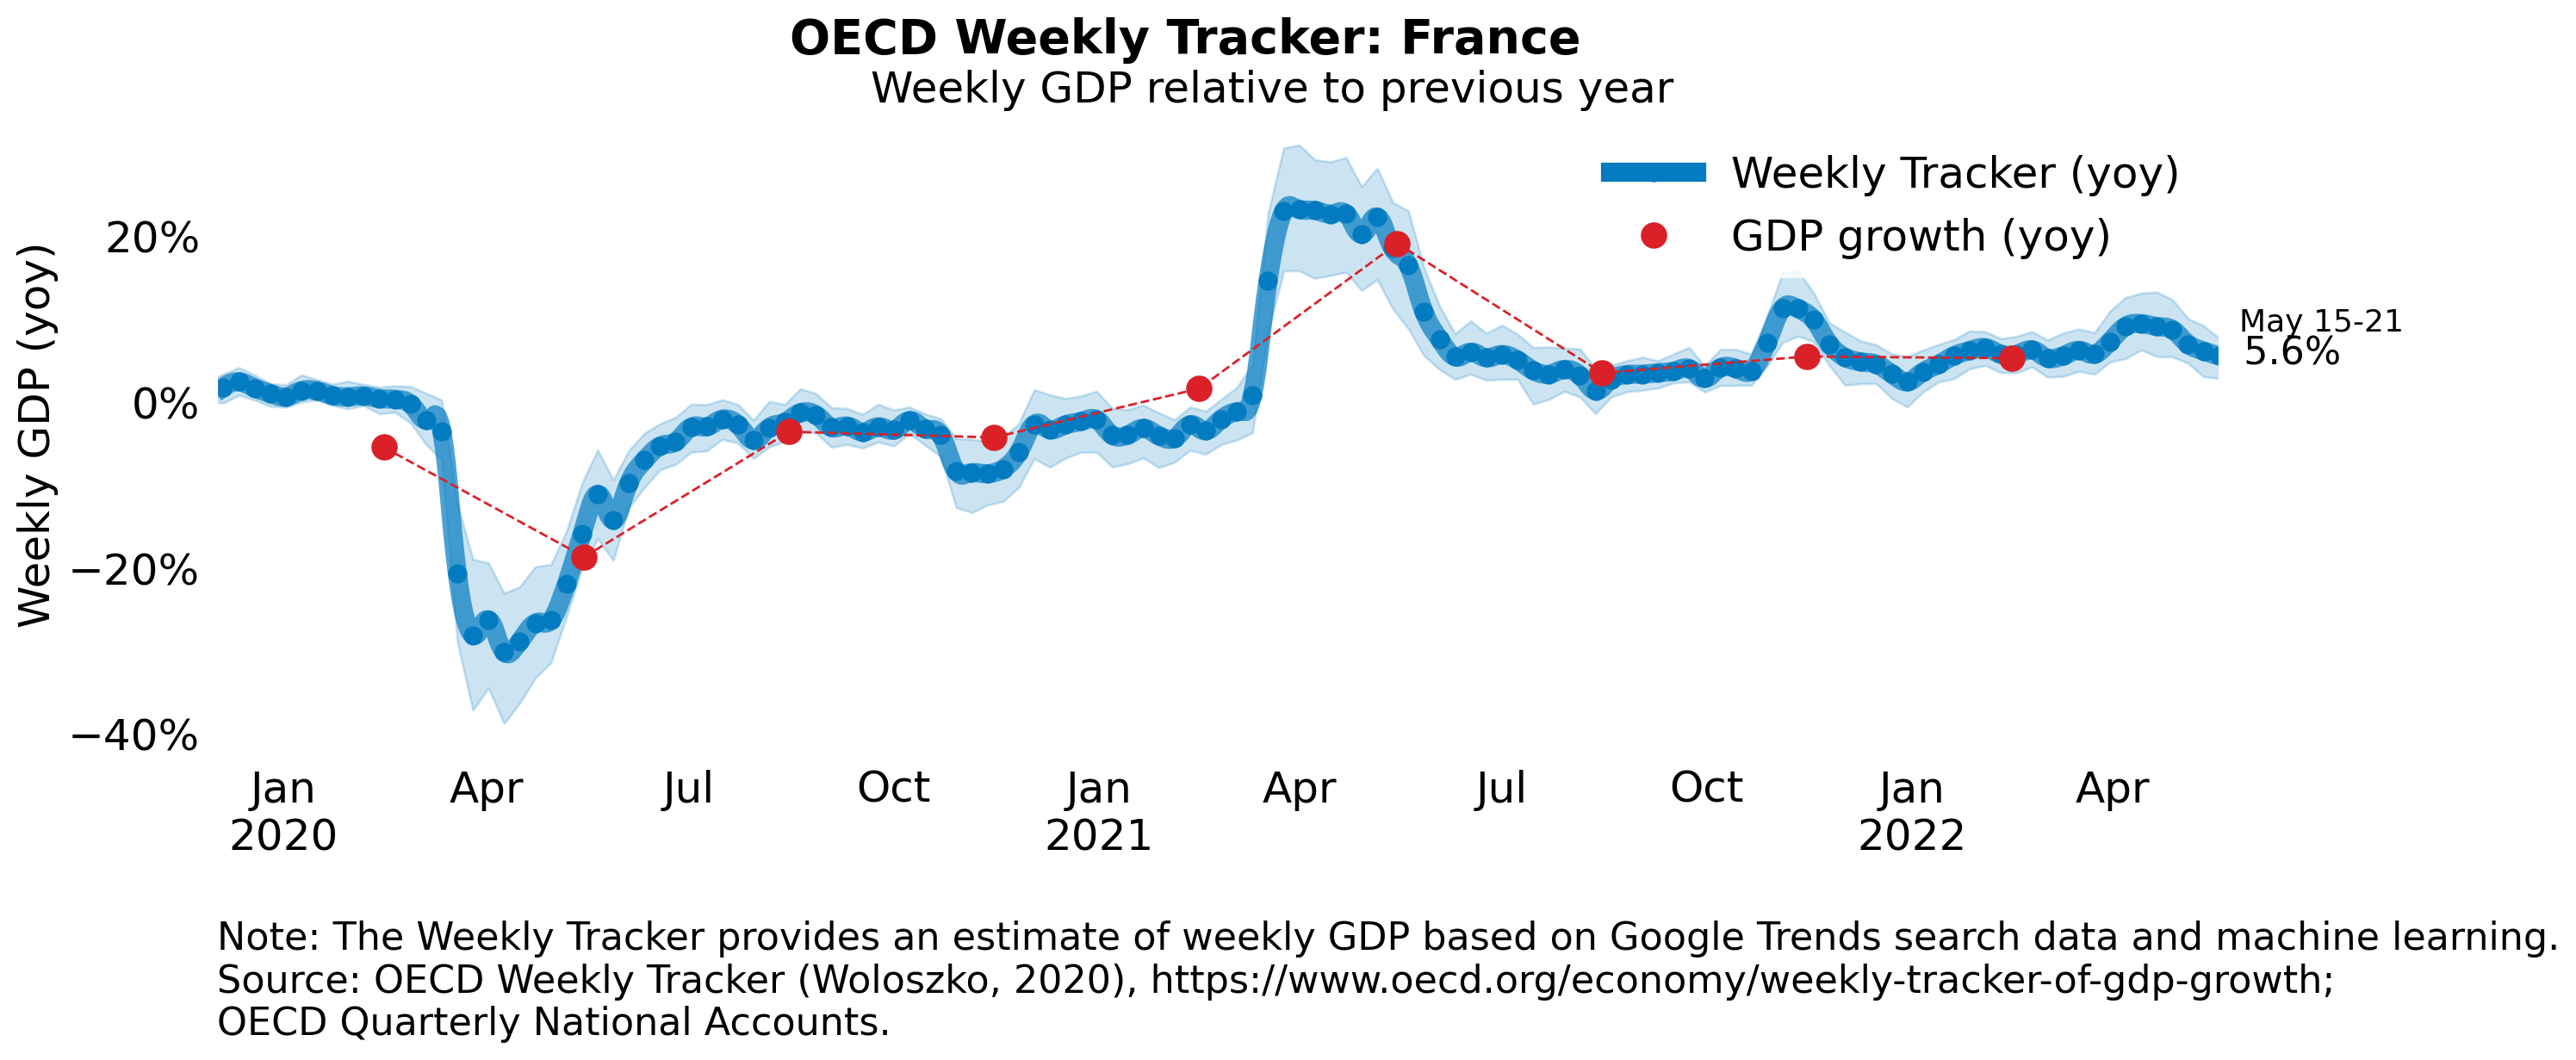 OECD Weekly Tracker: France
Weekly GDP relative to previous year
Weekly Tracker (yoy)
GDP growth (yoy)
Weekly GDP (yoy)
20%
0%
−20%
−40%
May 15-21
5.6%
Jan Apr Jul Oct Jan Apr Jul Oct Jan Apr
2020 2021 2022
Note: The Weekly Tracker provides an estimate of weekly GDP based on Google Trends search data and machine learning.
Source: OECD Weekly Tracker (Woloszko, 2020), https://www.oecd.org/economy/weekly-tracker-of-gdp-growth;
OECD Quarterly National Accounts.